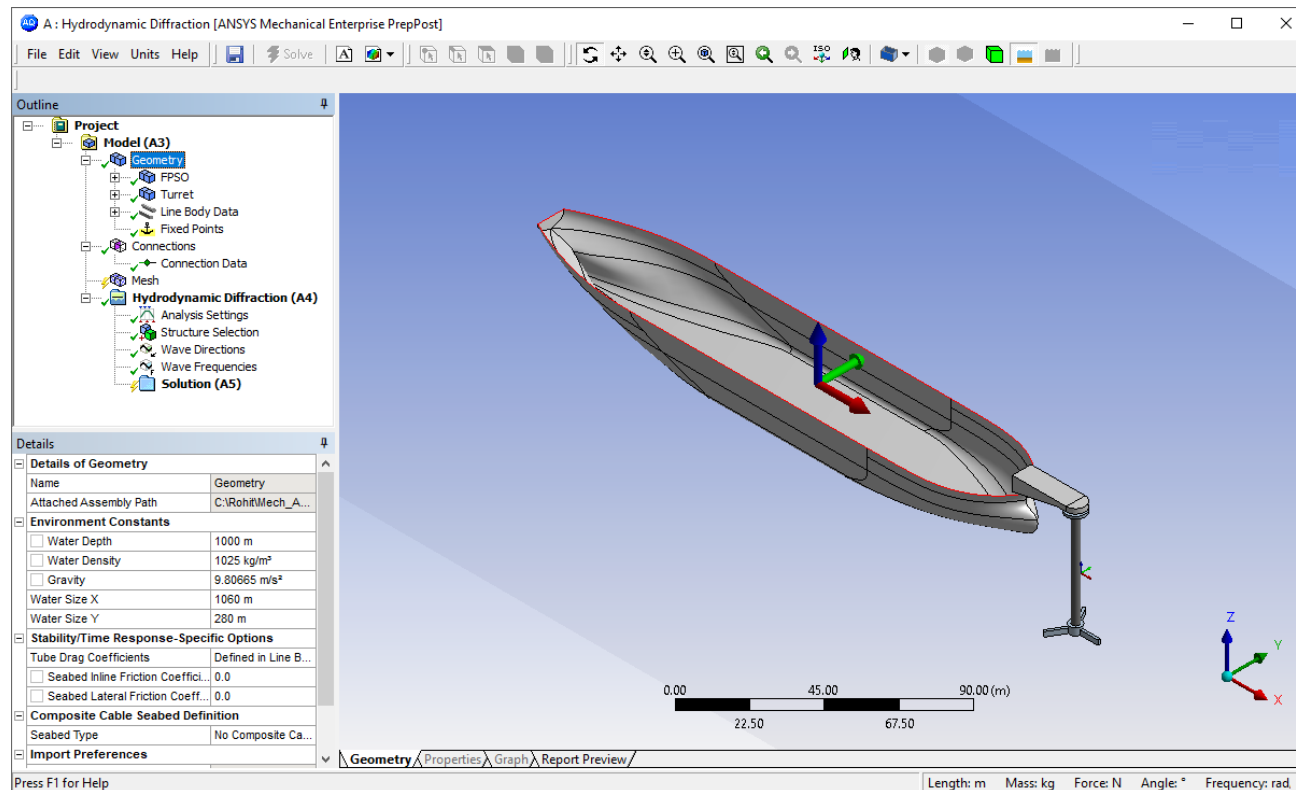 A : Hydrodynamic Diffraction [ANSYS Mechanical Enterprise PrepPost]
File Edit View Units Help Solve A ISO
Outline
Project
Model (A3)
Geometry
FPSO
Turret
Line Body Data
Fixed Points
Connections
Connection Data
Mesh
Hydrodynamic Diffraction (A4)
Analysis Settings
Structure Selection
Wave Directions
Wave Frequencies
Solution (A5)
Details
Details of Geometry
Name Geometry
Attached Assembly Path C:\Rohit\Mech_A...
Environment Constants
Water Depth 1000 m
Water Density 1025 kg/m³
Gravity 9.80665 m/s²
Water Size X 1060 m
Water Size Y 280 m
Stability/Time Response-Specific Options
Tube Drag Coefficients Defined in Line B...
Seabed Inline Friction Coeffici... 0.0
Seabed Lateral Friction Coeff... 0.0
Composite Cable Seabed Definition
Seabed Type No Composite Ca...
Import Preferences
Z
Y
X
0.00 45.00 90.00 (m)
22.50 67.50
Geometry Properties Graph Report Preview
Press F1 for Help Length: m Mass: kg Force: N Angle: ° Frequency: rad,